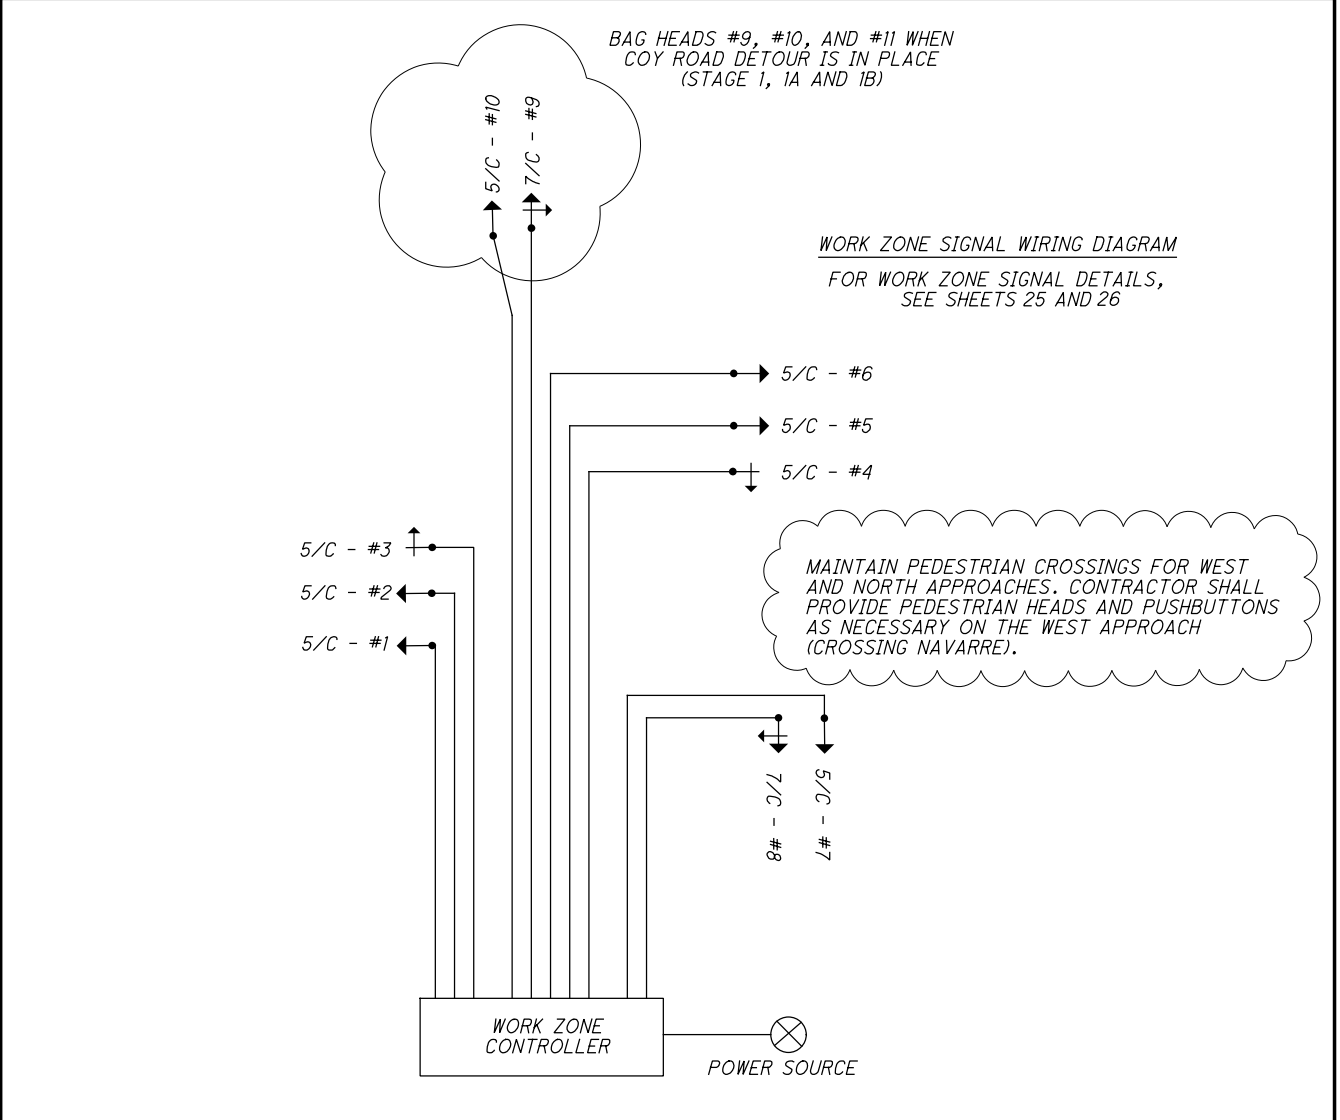 BAG HEADS #9, #10, AND #11 WHEN
COY ROAD DETOUR IS IN PLACE
(STAGE 1, 1A AND 1B)
5/C - #10
7/C - #9
WORK ZONE SIGNAL WIRING DIAGRAM
FOR WORK ZONE SIGNAL DETAILS,
SEE SHEETS 25 AND 26
5/C - #6
5/C - #5
5/C - #4
5/C - #3
5/C - #2
5/C - #1
MAINTAIN PEDESTRIAN CROSSINGS FOR WEST
AND NORTH APPROACHES. CONTRACTOR SHALL
PROVIDE PEDESTRIAN HEADS AND PUSHBUTTONS
AS NECESSARY ON THE WEST APPROACH
(CROSSING NAVARRE).
7/C - #8
5/C - #7
WORK ZONE
CONTROLLER
POWER SOURCE